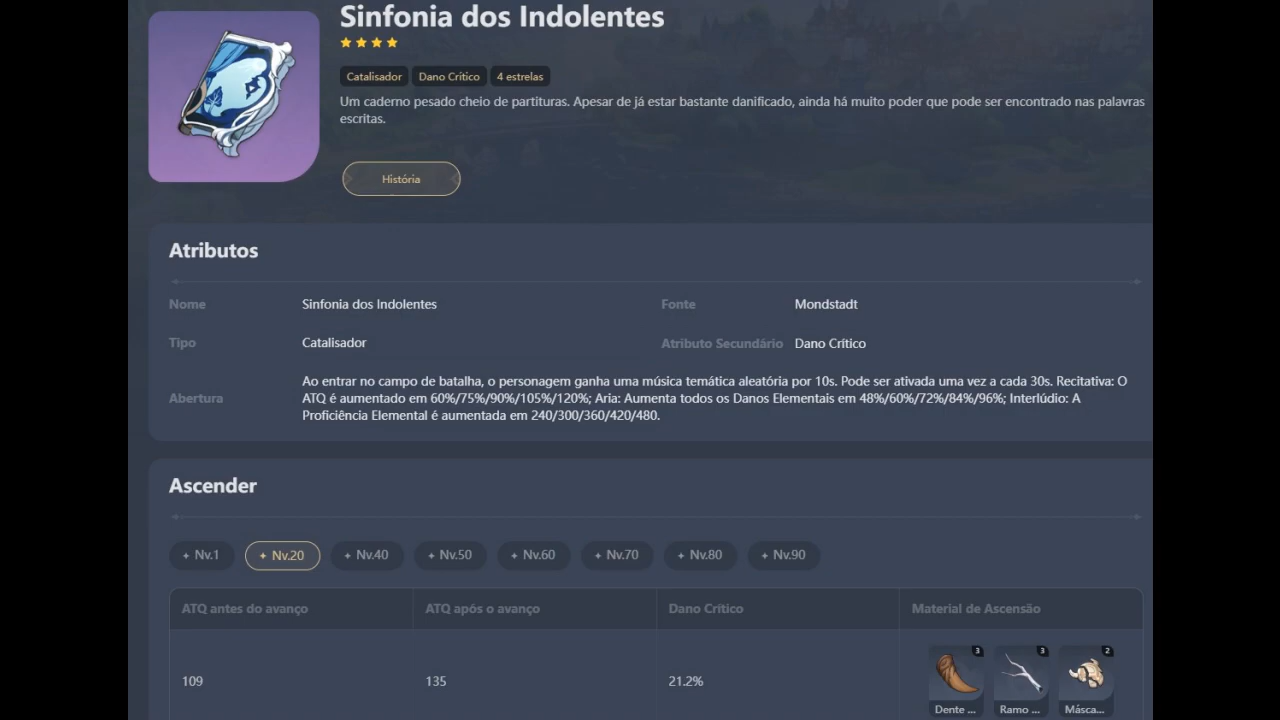 Sinfonia dos Indolentes
Catalisador Dano Crítico 4 estrelas
Um caderno pesado cheio de partituras. Apesar de já estar bastante danificado, ainda há muito poder que pode ser encontrado nas palavras
escritas.
História
Atributos
Nome Sinfonia dos Indolentes Fonte Mondstadt
Tipo Catalisador Atributo Secundário Dano Crítico
Abertura
Ao entrar no campo de batalha, o personagem ganha uma música temática aleatória por 10s. Pode ser ativada uma vez a cada 30s. Recitativa: O
ATQ é aumentado em 60%/75%/90%/105%/120%; Aria: Aumenta todos os Danos Elementais em 48%/60%/72%/84%/96%; Interlúdio: A
Proficiência Elemental é aumentada em 240/300/360/420/480.
Ascender
Nv.1 Nv.20 Nv.40 Nv.50 Nv.60 Nv.70 Nv.80 Nv.90
ATQ antes do avanço ATQ após o avanço Dano Crítico Material de Ascensão
3 3 2
109 135 21.2%
Dente ... Ramo ... Másca...